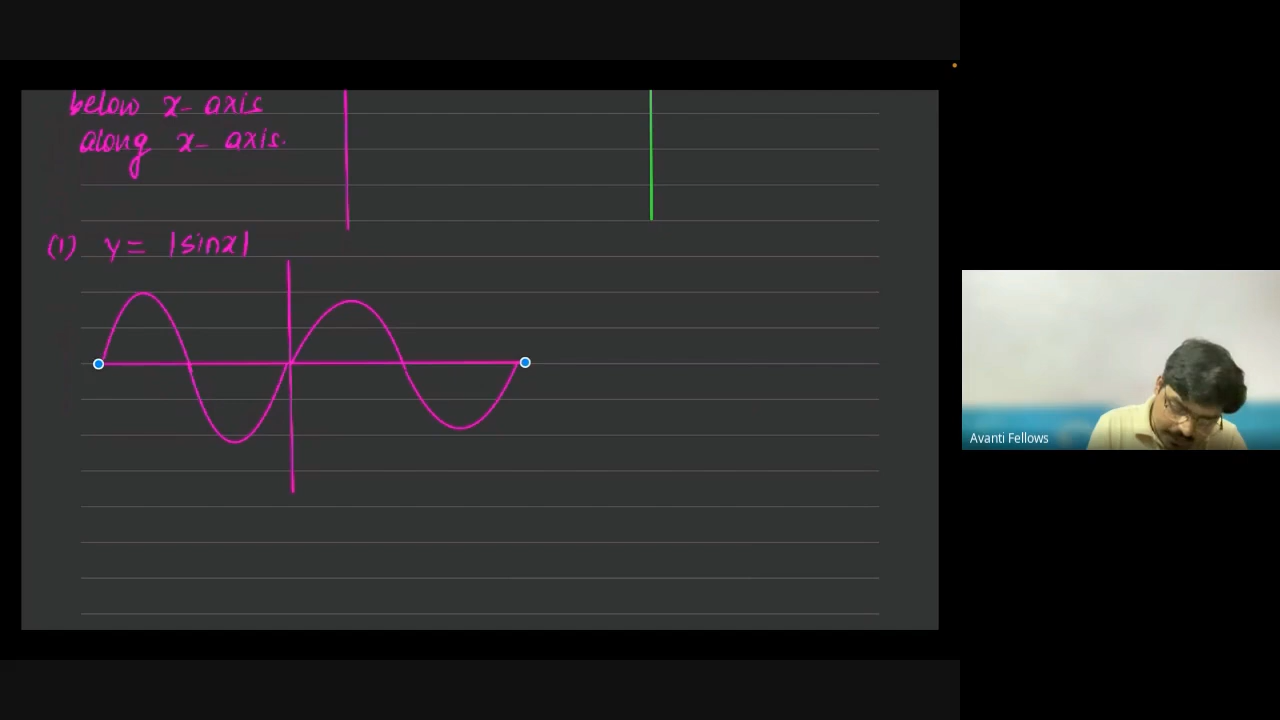 below x- axis
along x- axis.
(1) y = |sinx|
Avanti Fellows